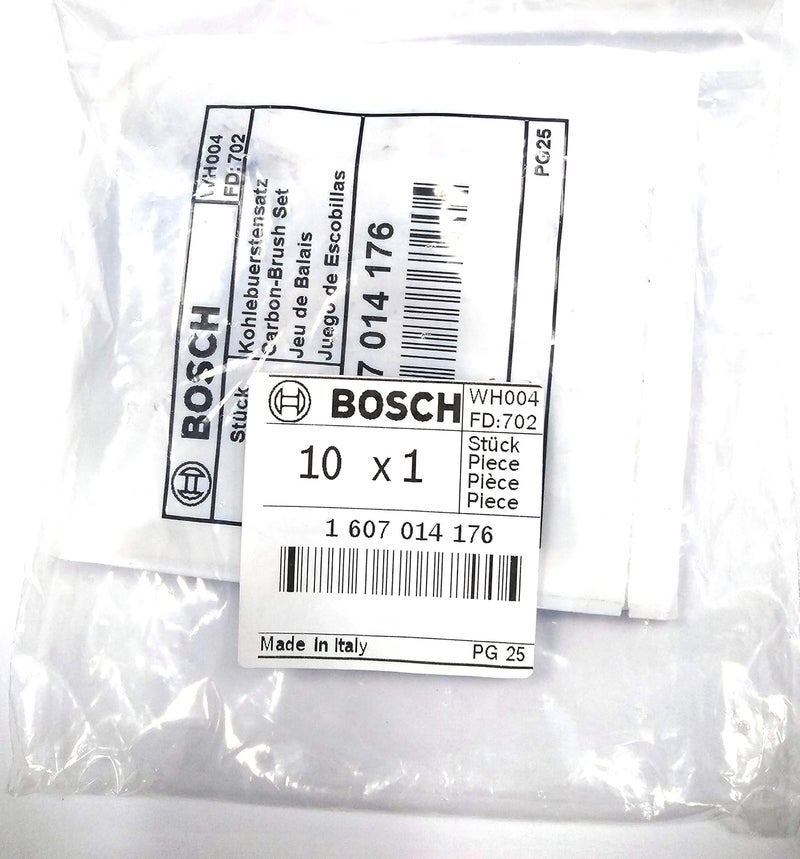 WH004
FD:702
BOSCH
Kohlebuerstensatz
Carbon-Brush Set
Jeu de Balais
Juego de Escobillas
Stück
7 014 176
PG25
BOSCH
WH004
FD:702
10 x 1
Stück
Piece
Pièce
Piece
1 607 014 176
Made in Italy
PG 25